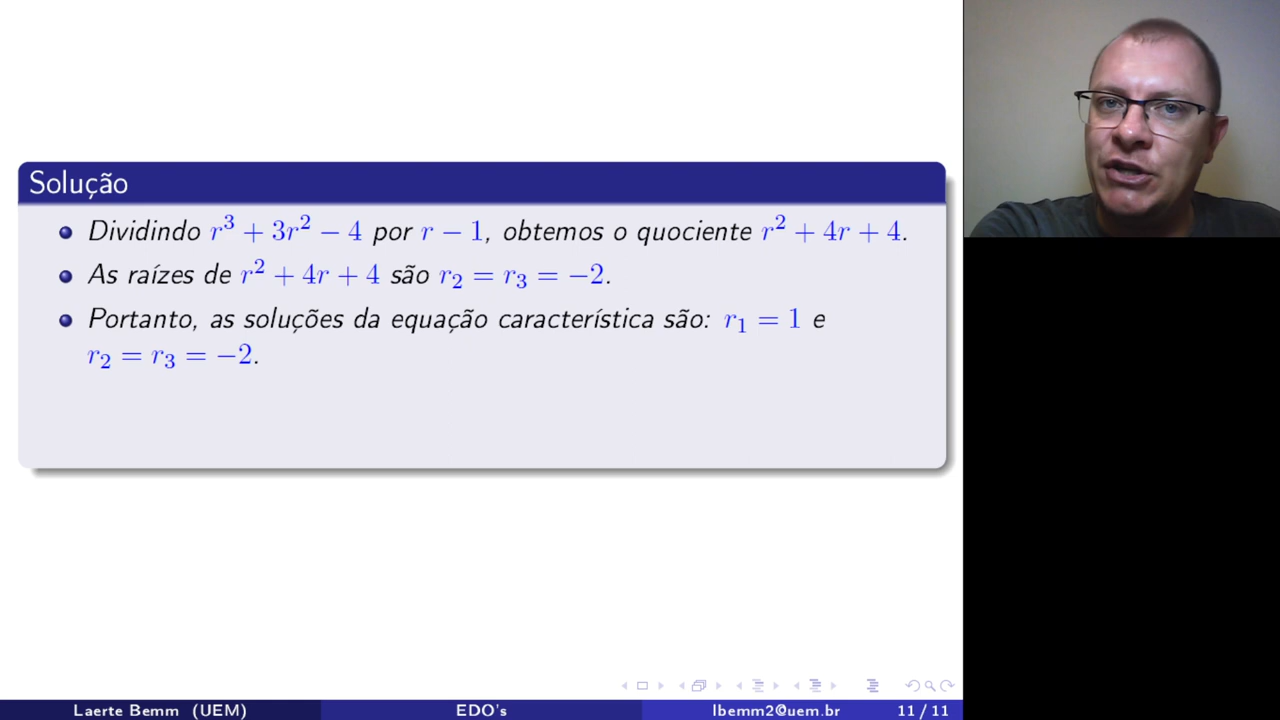 Solução
Dividindo r³ + 3r² − 4 por r − 1, obtemos o quociente r² + 4r + 4.
As raízes de r² + 4r + 4 são r₂ = r₃ = −2.
Portanto, as soluções da equação característica são: r₁ = 1 e
r₂ = r₃ = −2.
Laerte Bemm (UEM) EDO's lbemm2@uem.br 11 / 11